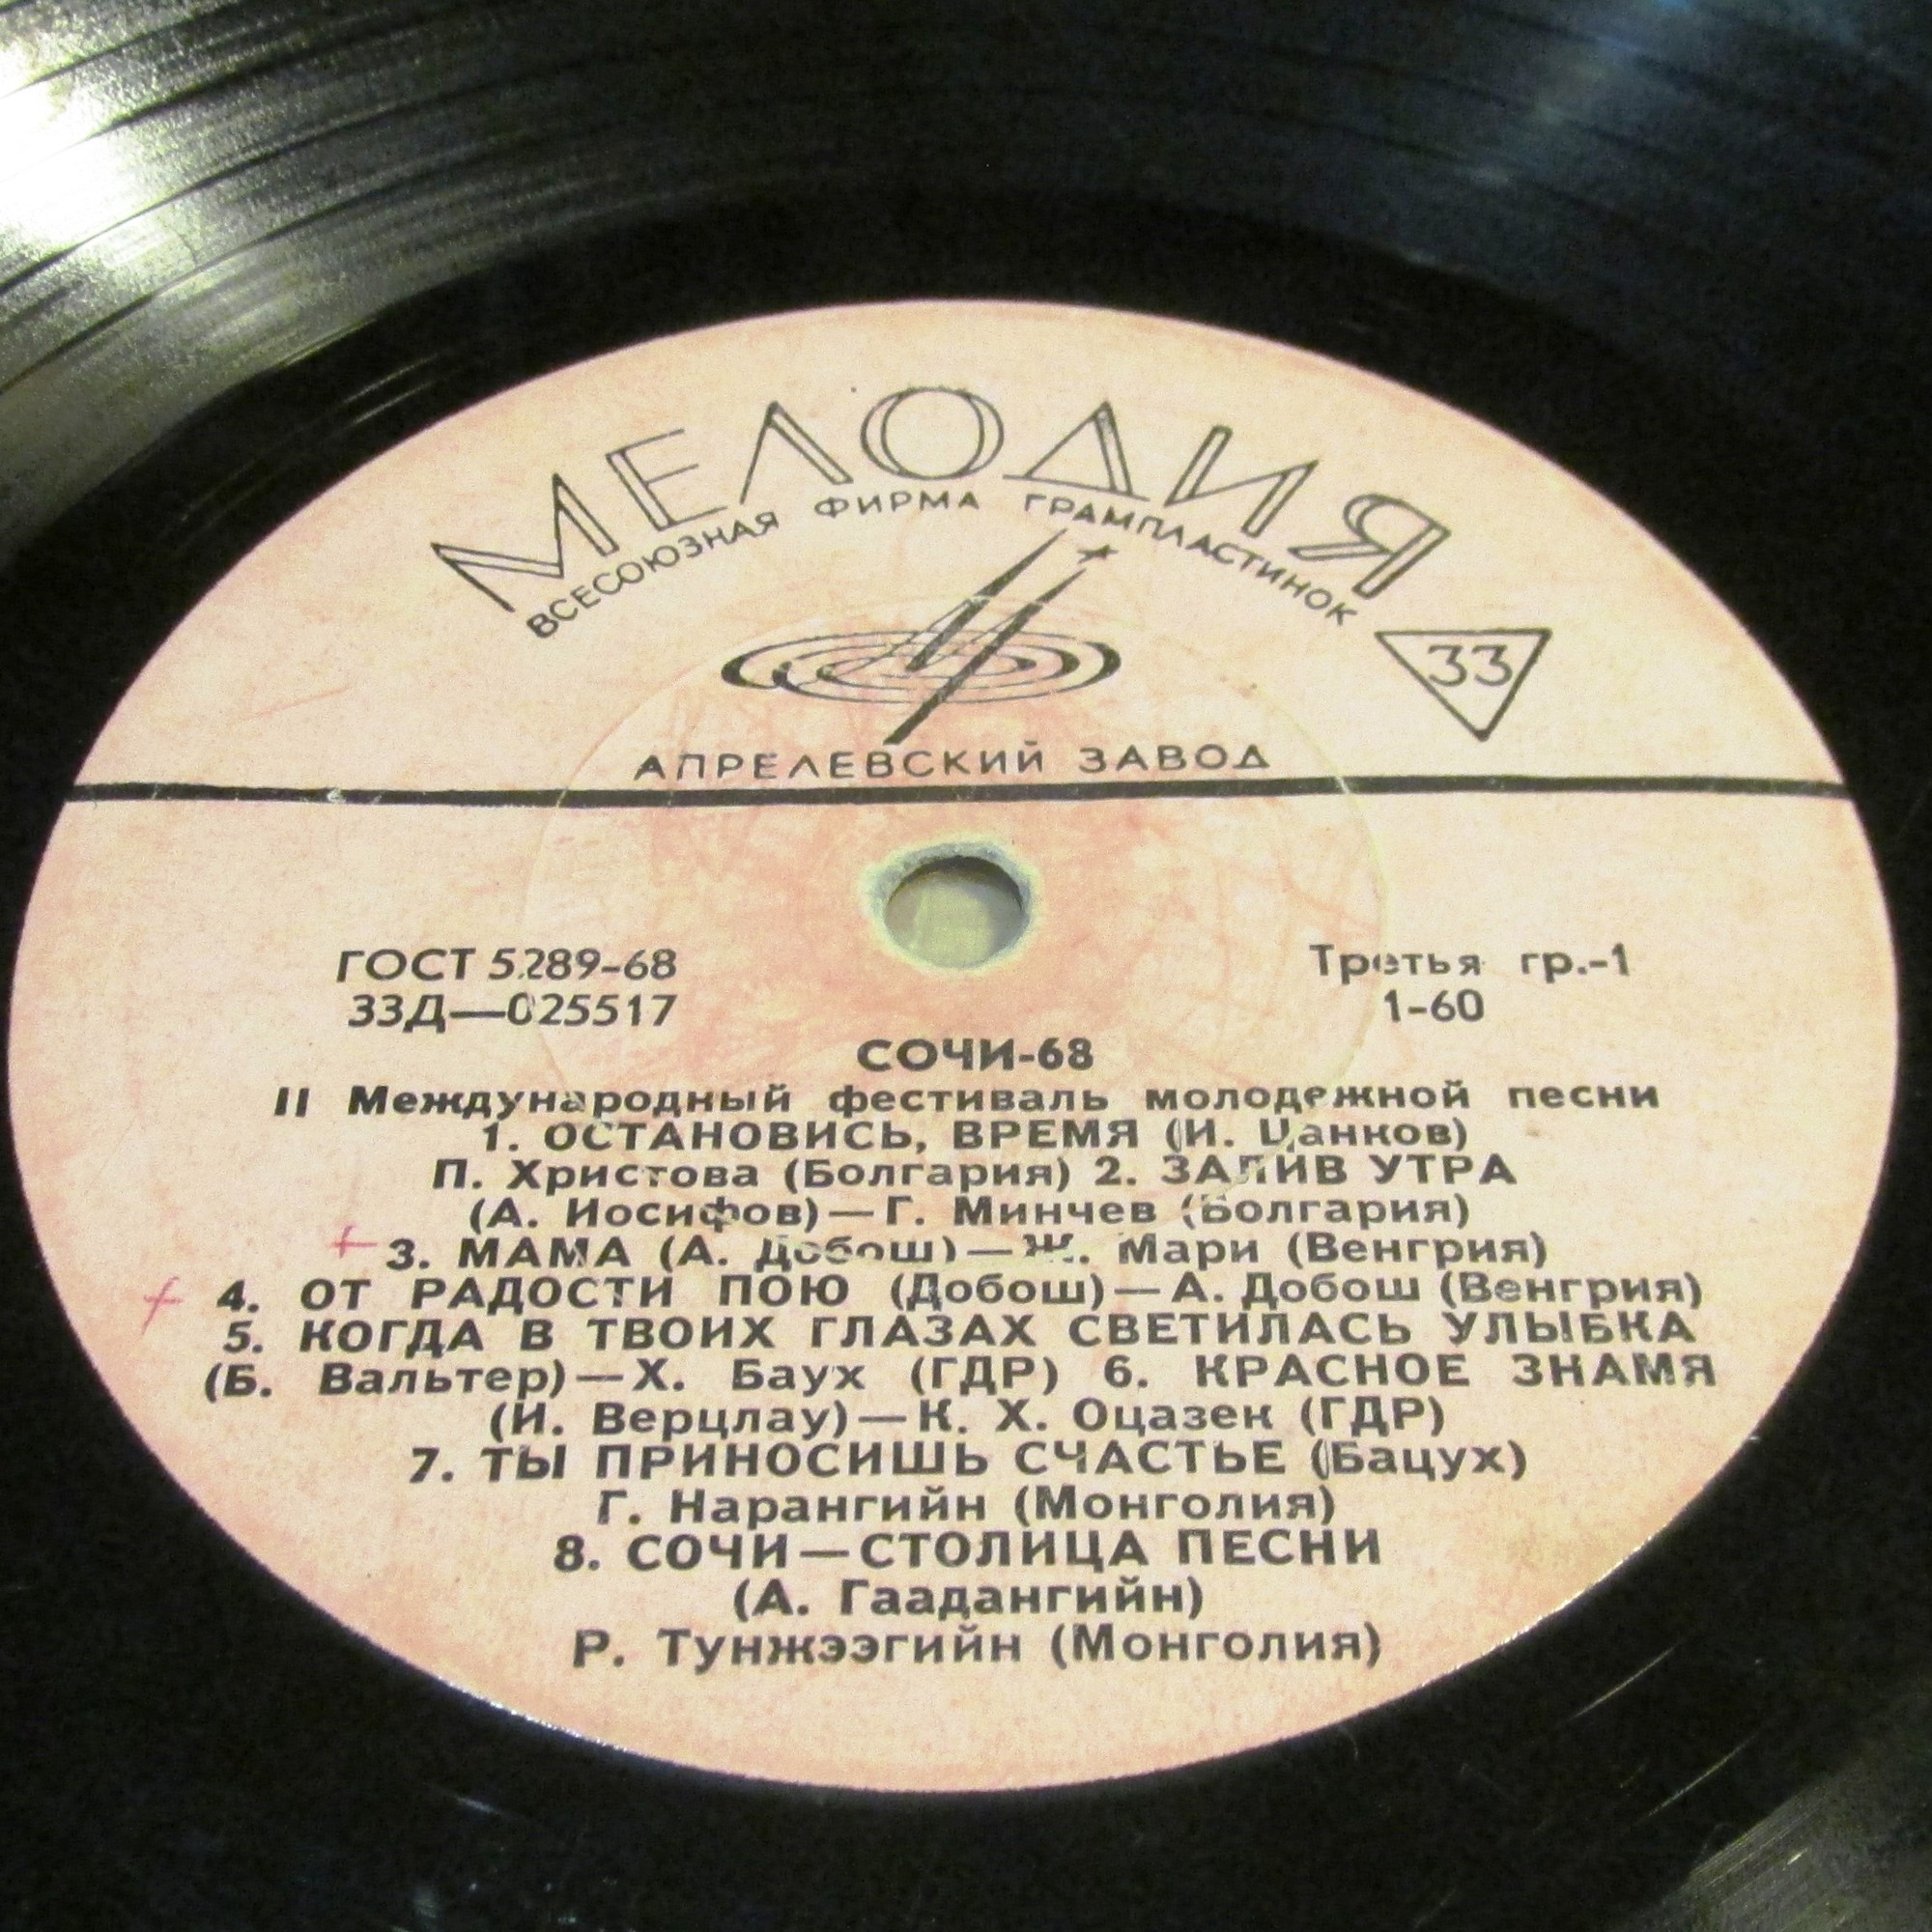 МЕЛОДИЯ
ВСЕСОЮЗНАЯ ФИРМА ГРАМПЛАСТИНОК
33
АПРЕЛЕВСКИЙ ЗАВОД
ГОСТ 5289-68
33Д—025517
Третья гр.-1
1-60
СОЧИ-68
II Международный фестиваль молодежной песни
1. ОСТАНОВИСЬ, ВРЕМЯ (И. Цанков)
П. Христова (Болгария) 2. ЗАЛИВ УТРА
(А. Иосифов)—Г. Минчев (Болгария)
3. МАМА (А. Добош)—Ж. Мари (Венгрия)
4. ОТ РАДОСТИ ПОЮ (Добош)—А. Добош (Венгрия)
5. КОГДА В ТВОИХ ГЛАЗАХ СВЕТИЛАСЬ УЛЫБКА
(Б. Вальтер)—Х. Баух (ГДР) 6. КРАСНОЕ ЗНАМЯ
(И. Верцлау)—К. Х. Оцазек (ГДР)
7. ТЫ ПРИНОСИШЬ СЧАСТЬЕ (Бацух)
Г. Нарангийн (Монголия)
8. СОЧИ—СТОЛИЦА ПЕСНИ
(А. Гаадангийн)
Р. Тунжээгийн (Монголия)